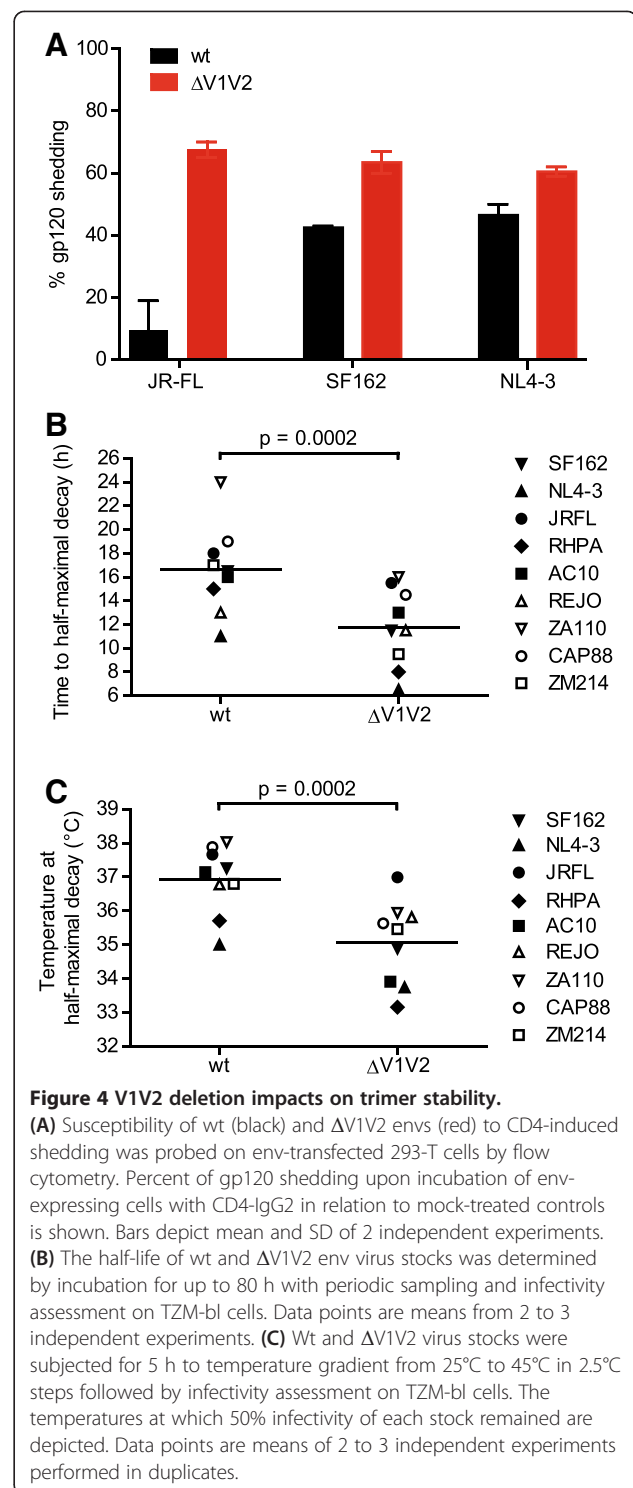 A
wt
ΔV1V2
% gp120 shedding
100
80
60
40
20
0
JR-FL SF162 NL4-3
B
p = 0.0002
Time to half-maximal decay (h)
26
24
22
20
18
16
14
12
10
8
6
wt ΔV1V2
SF162
NL4-3
JRFL
RHPA
AC10
REJO
ZA110
CAP88
ZM214
C
p = 0.0002
Temperature at
half-maximal decay (°C)
39
38
37
36
35
34
33
32
wt ΔV1V2
SF162
NL4-3
JRFL
RHPA
AC10
REJO
ZA110
CAP88
ZM214
Figure 4 V1V2 deletion impacts on trimer stability.
(A) Susceptibility of wt (black) and ΔV1V2 envs (red) to CD4-induced
shedding was probed on env-transfected 293-T cells by flow
cytometry. Percent of gp120 shedding upon incubation of env-
expressing cells with CD4-IgG2 in relation to mock-treated controls
is shown. Bars depict mean and SD of 2 independent experiments.
(B) The half-life of wt and ΔV1V2 env virus stocks was determined
by incubation for up to 80 h with periodic sampling and infectivity
assessment on TZM-bl cells. Data points are means from 2 to 3
independent experiments. (C) Wt and ΔV1V2 virus stocks were
subjected for 5 h to temperature gradient from 25°C to 45°C in 2.5°C
steps followed by infectivity assessment on TZM-bl cells. The
temperatures at which 50% infectivity of each stock remained are
depicted. Data points are means of 2 to 3 independent experiments
performed in duplicates.